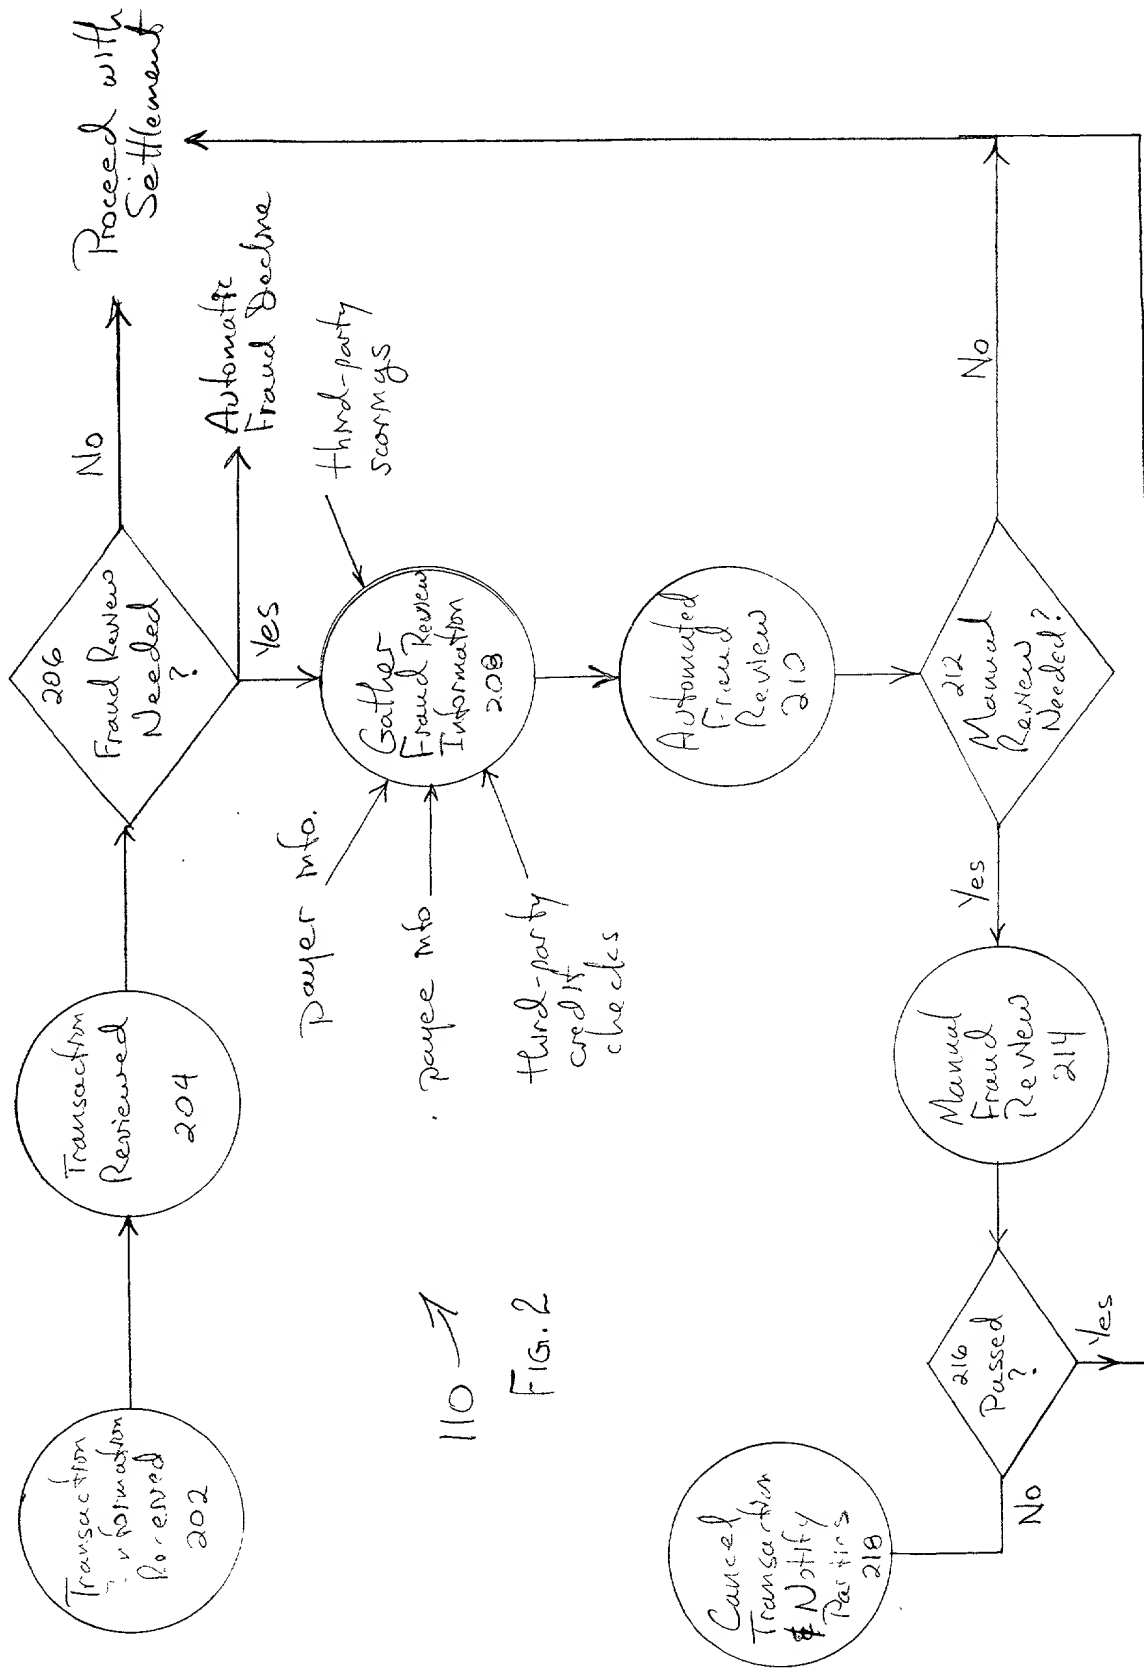 Transaction
Information
Received
202
Transaction
Reviewed
204
206
Fraud Review
Needed
?
No
Proceed with
Settlement
Yes
Automatic
Fraud Decline
payer info.
payee info
third-party
credit
checks
third-party
scorings
Gather
Fraud Review
Information
208
Automated
Fraud
Review
210
212
Manual
Review
Needed?
No
Yes
Manual
Fraud
Review
214
216
Passed
?
Yes
No
Cancel
Transaction
& Notify
Parties
218
110
FIG. 2